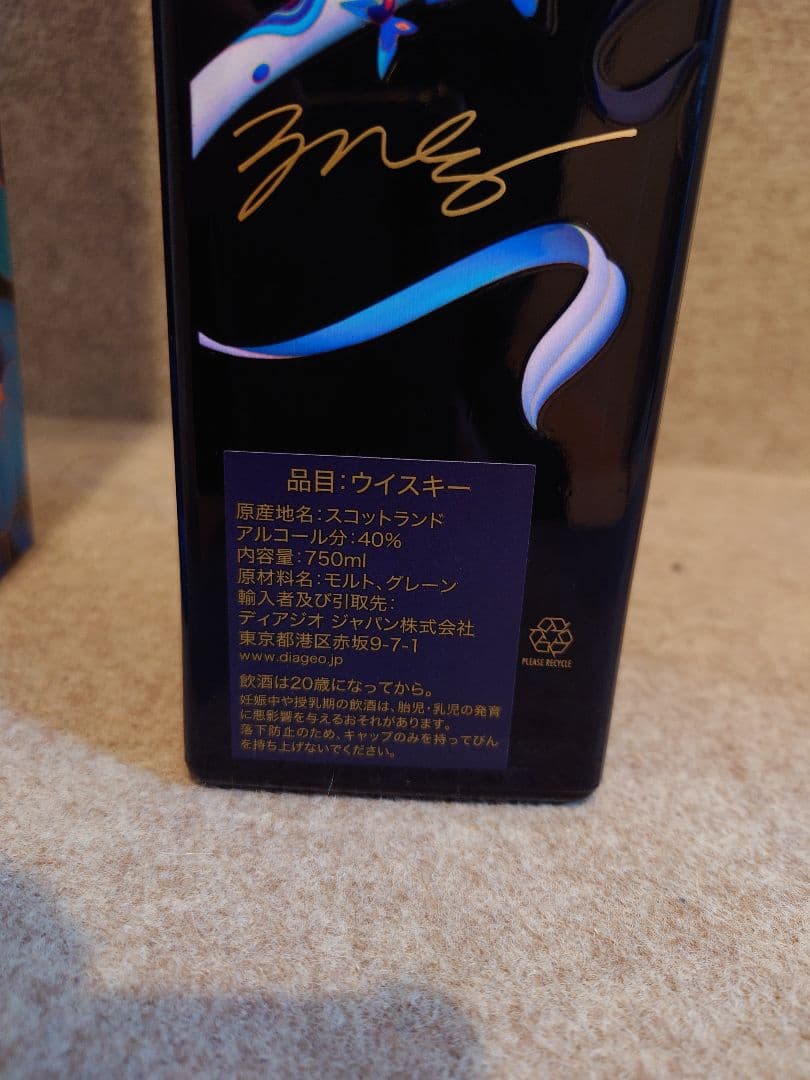 品目:ウイスキー
原産地名:スコットランド
アルコール分:40%
内容量:750ml
原材料名:モルト、グレーン
輸入者及び引取先:
ディアジオ ジャパン株式会社
東京都港区赤坂9-7-1
www.diageo.jp
PLEASE RECYCLE
飲酒は20歳になってから。
妊娠中や授乳期の飲酒は、胎児・乳児の発育
に悪影響を与えるおそれがあります。
落下防止のため、キャップのみを持ってびん
を持ち上げないでください。